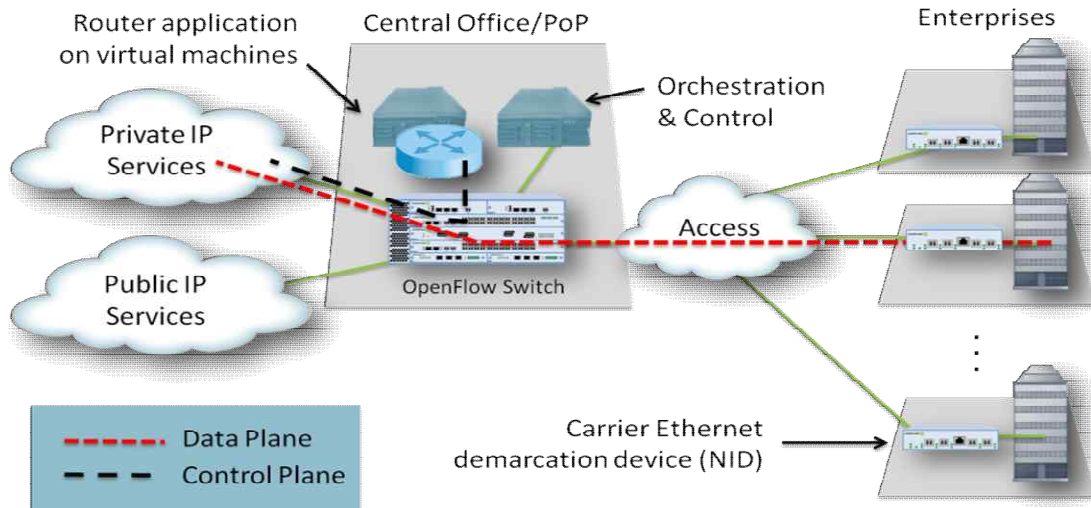 Router application
on virtual machines
Central Office/PoP
Enterprises
Orchestration
& Control
Private IP
Services
Access
Public IP
Services
OpenFlow Switch
Data Plane
Control Plane
Carrier Ethernet
demarcation device (NID)